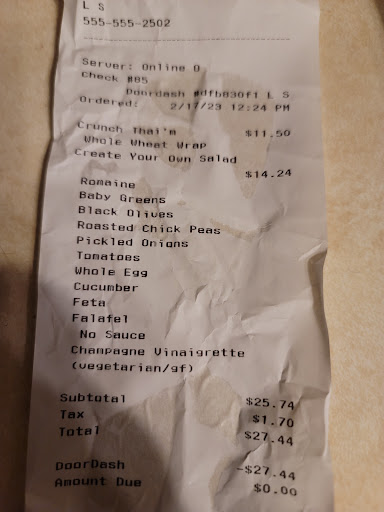 L S
555-555-2502
Server: Online O
Check #85
Doordash #dfb830f1 L S
Ordered: 2/17/23 12:24 PM
Crunch Thai'm $11.50
Whole Wheat Wrap
Create Your Own Salad $14.24
Romaine
Baby Greens
Black Olives
Roasted Chick Peas
Pickled Onions
Tomatoes
Whole Egg
Cucumber
Feta
Falafel
No Sauce
Champagne Vinaigrette
(vegetarian/gf)
Subtotal $25.74
Tax $1.70
Total $27.44
DoorDash -$27.44
Amount Due $0.00